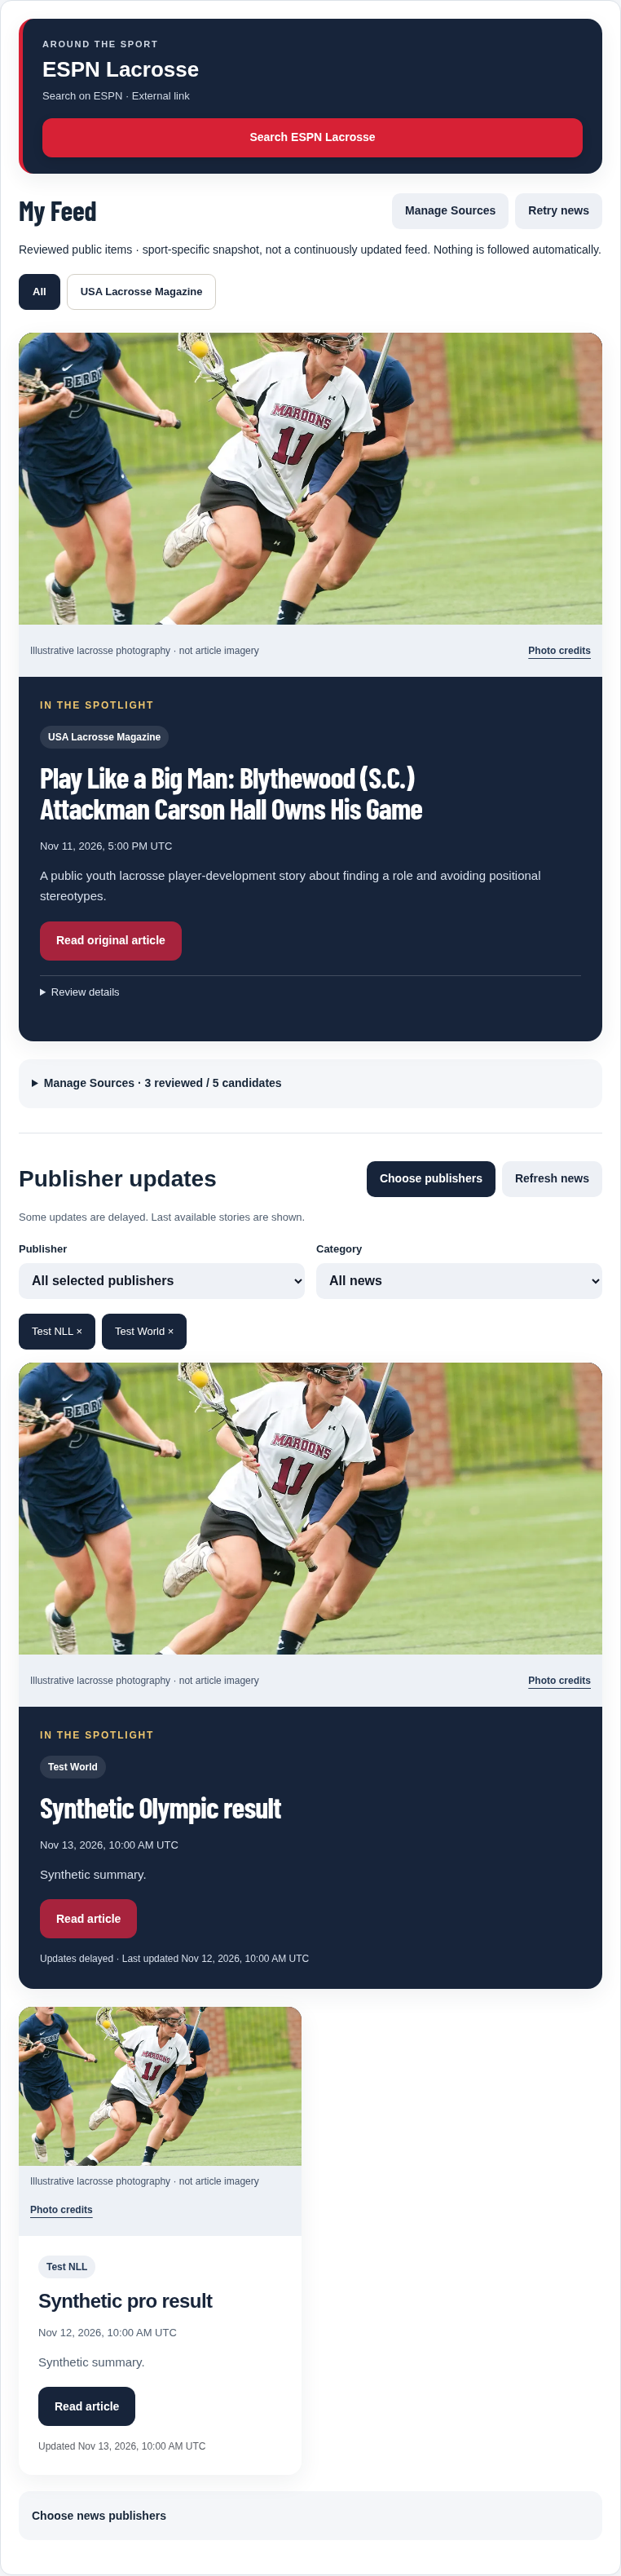 AROUND THE SPORT
ESPN Lacrosse
Search on ESPN · External link
Search ESPN Lacrosse
My Feed
Manage Sources
Retry news
Reviewed public items · sport-specific snapshot, not a continuously updated feed. Nothing is followed automatically.
All
USA Lacrosse Magazine
BERRY
MAROONS
11
Illustrative lacrosse photography · not article imagery
Photo credits
IN THE SPOTLIGHT
USA Lacrosse Magazine
Play Like a Big Man: Blythewood (S.C.)
Attackman Carson Hall Owns His Game
Nov 11, 2026, 5:00 PM UTC
A public youth lacrosse player-development story about finding a role and avoiding positional
stereotypes.
Read original article
▶ Review details
▶ Manage Sources · 3 reviewed / 5 candidates
Publisher updates
Choose publishers
Refresh news
Some updates are delayed. Last available stories are shown.
Publisher
Category
All selected publishers
All news
Test NLL ×
Test World ×
BERRY
MAROONS
11
Illustrative lacrosse photography · not article imagery
Photo credits
IN THE SPOTLIGHT
Test World
Synthetic Olympic result
Nov 13, 2026, 10:00 AM UTC
Synthetic summary.
Read article
Updates delayed · Last updated Nov 12, 2026, 10:00 AM UTC
MAROONS
11
Illustrative lacrosse photography · not article imagery
Photo credits
Test NLL
Synthetic pro result
Nov 12, 2026, 10:00 AM UTC
Synthetic summary.
Read article
Updated Nov 13, 2026, 10:00 AM UTC
Choose news publishers